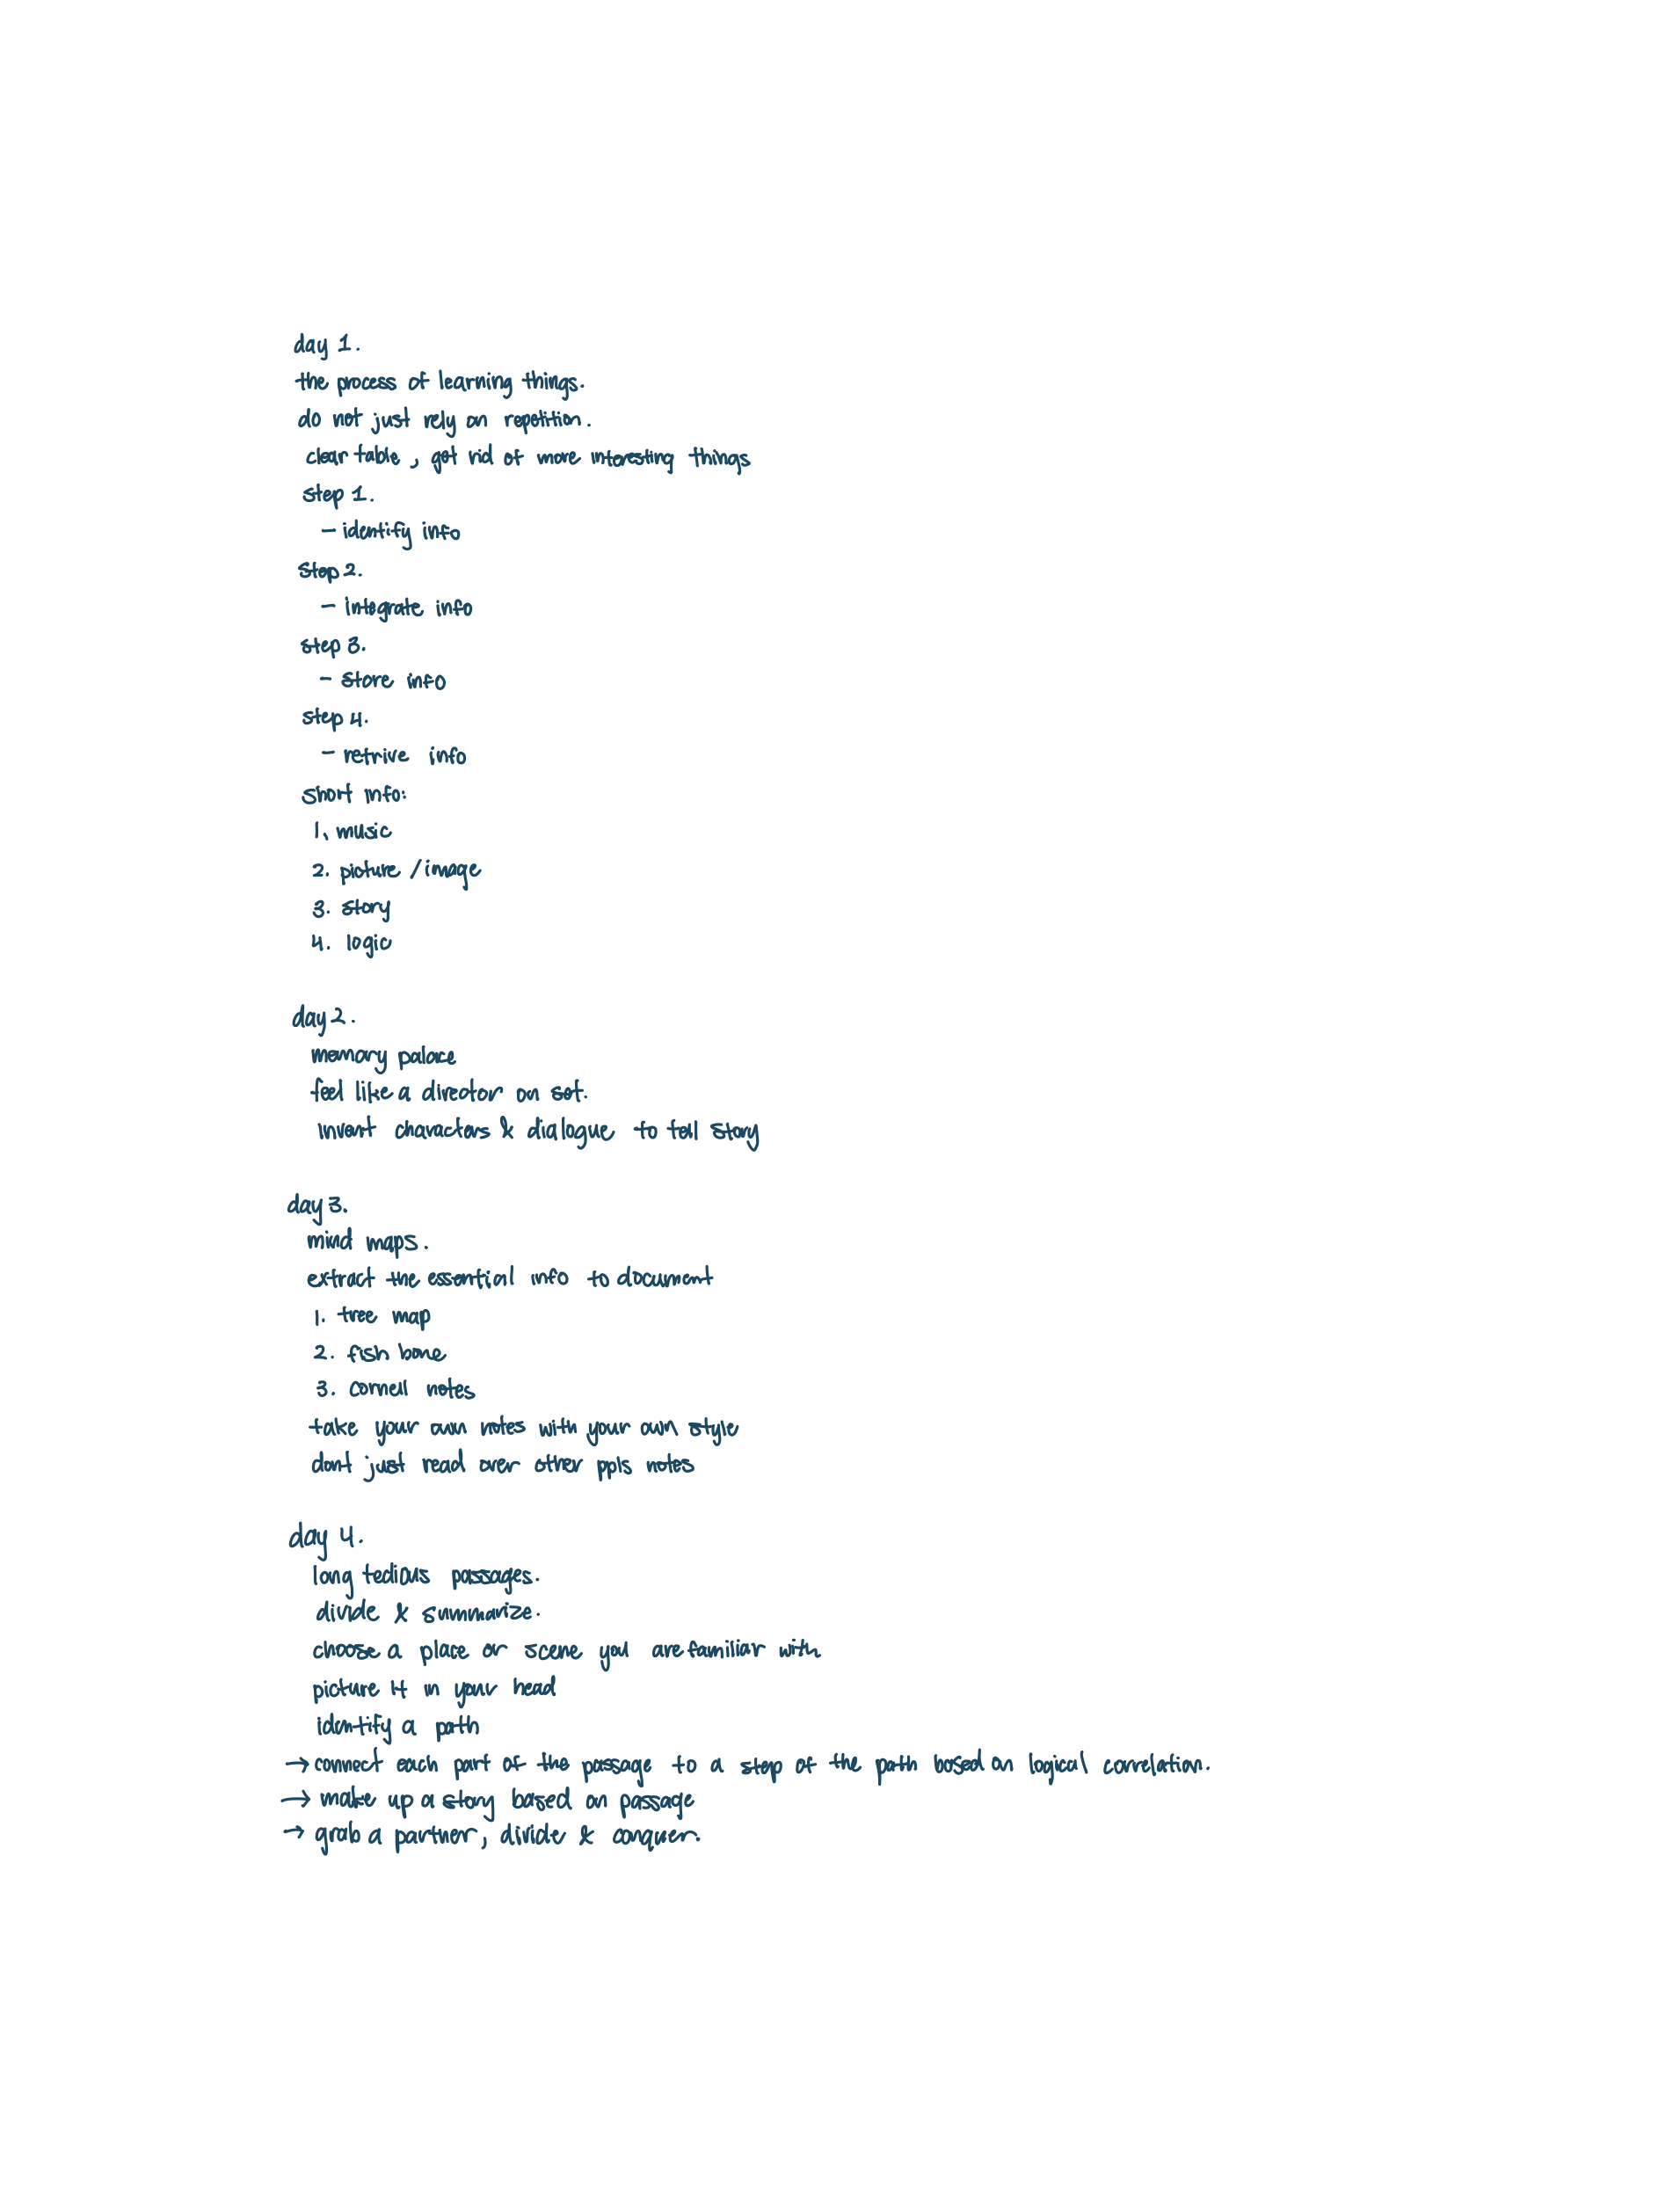 day 1.
the process of learning things.
do not just rely on repetition.
clear table, get rid of more interesting things
step 1.
- identify info
Step 2.
- integrate info
step 3.
- store info
step 4.
- retrive info
short info:
1. music
2. picture / image
3. story
4. logic
day 2.
memory palace
feel like a director on set.
invent characters & dialogue to tell story
day 3.
mind maps.
extract the essential info to document
1. tree map
2. fish bone
3. cornell notes
take your own notes with your own style
dont just read over other ppls notes
day 4.
long tedious passages.
divide & summarize.
choose a place or scene you are familiar with
picture it in your head
identify a path
→ connect each part of the passage to a step of the path based on logical correlation.
→ make up a story based on passage
→ grab a partner, divide & conquer.